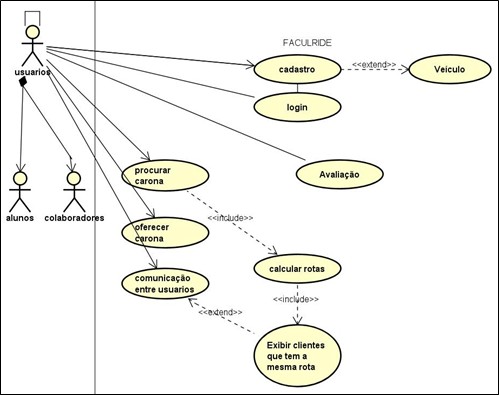 FACULRIDE
usuarios
cadastro
<<extend>>
Veículo
login
Avaliação
alunos
colaboradores
procurar
carona
<<include>>
oferecer
carona
calcular rotas
comunicação
entre usuarios
<<include>>
<<extend>>
Exibir clientes
que tem a
mesma rota